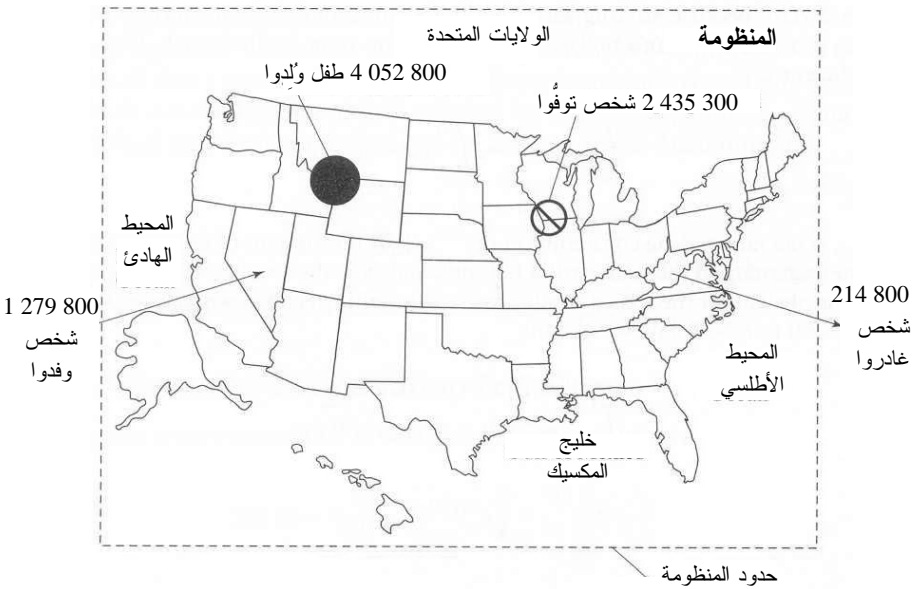 المنظومة
الولايات المتحدة
4 052 800 طفل وُلِدوا
2 435 300 شخص توفُّوا
المحيط
الهادئ
1 279 800
شخص
وفدوا
214 800
شخص
غادروا
المحيط
الأطلسي
خليج
المكسيك
حدود المنظومة